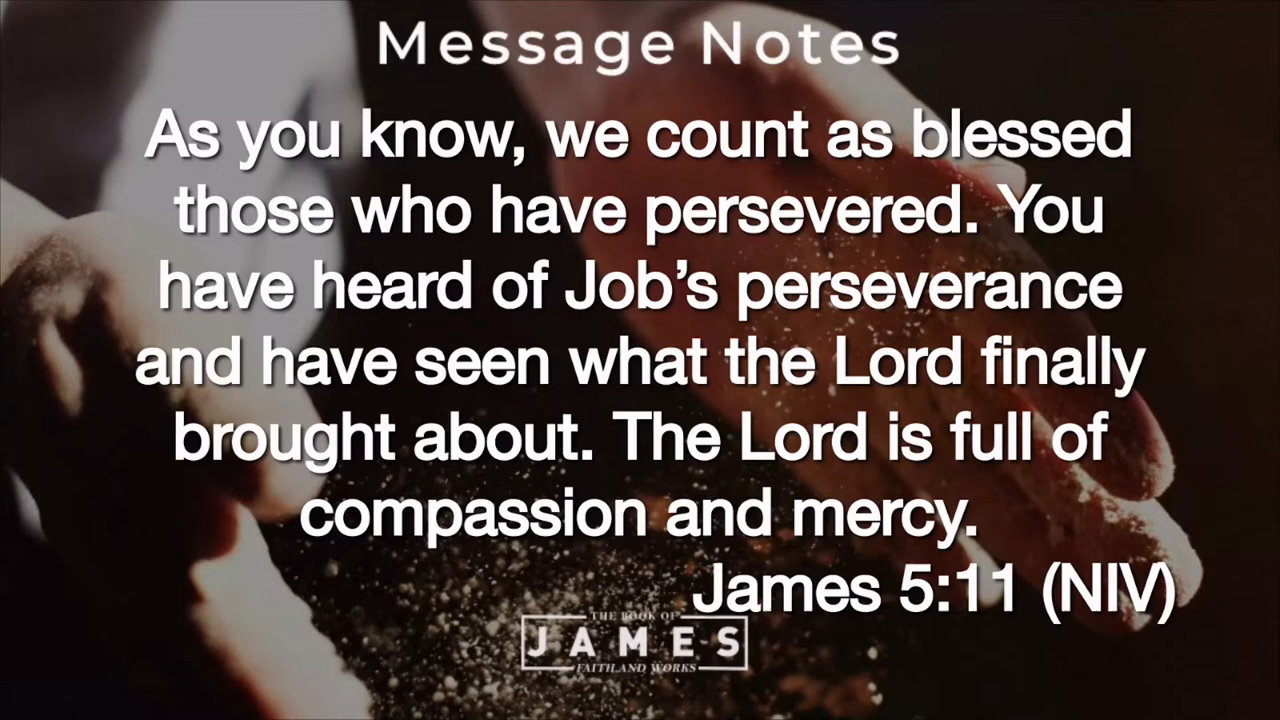 Message Notes
As you know, we count as blessed
those who have persevered. You
have heard of Job’s perseverance
and have seen what the Lord finally
brought about. The Lord is full of
compassion and mercy.
James 5:11 (NIV)
THE BOOK OF
JAMES
FAITH AND WORKS